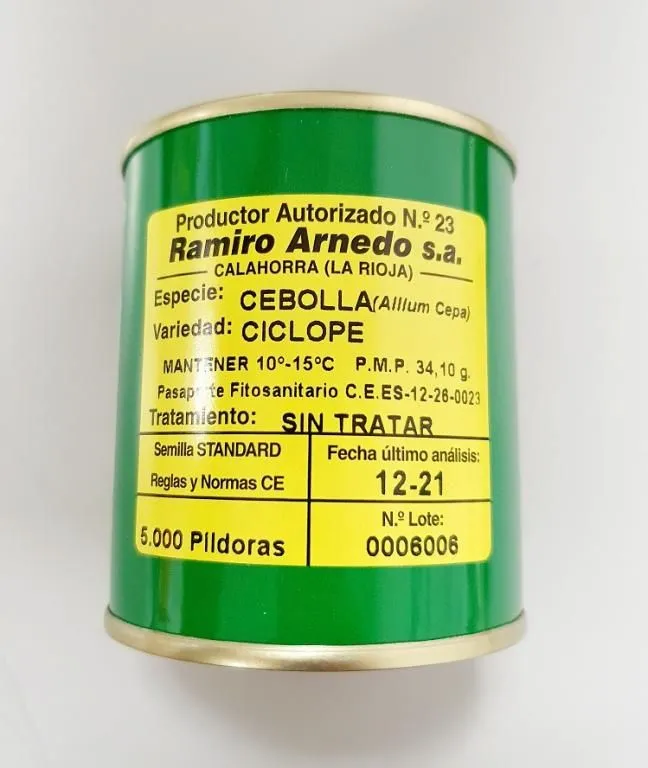 Productor Autorizado N.º 23
Ramiro Arnedo s.a.
CALAHORRA (LA RIOJA)
Especie: CEBOLLA (Allium Cepa)
Variedad: CICLOPE
MANTENER 10º-15ºC P.M.P. 34,10 g.
Pasaporte Fitosanitario C.E.ES-12-26-0023
Tratamiento: SIN TRATAR
Semilla STANDARD
Reglas y Normas CE
Fecha último análisis:
12-21
5.000 Píldoras
N.º Lote:
0006006